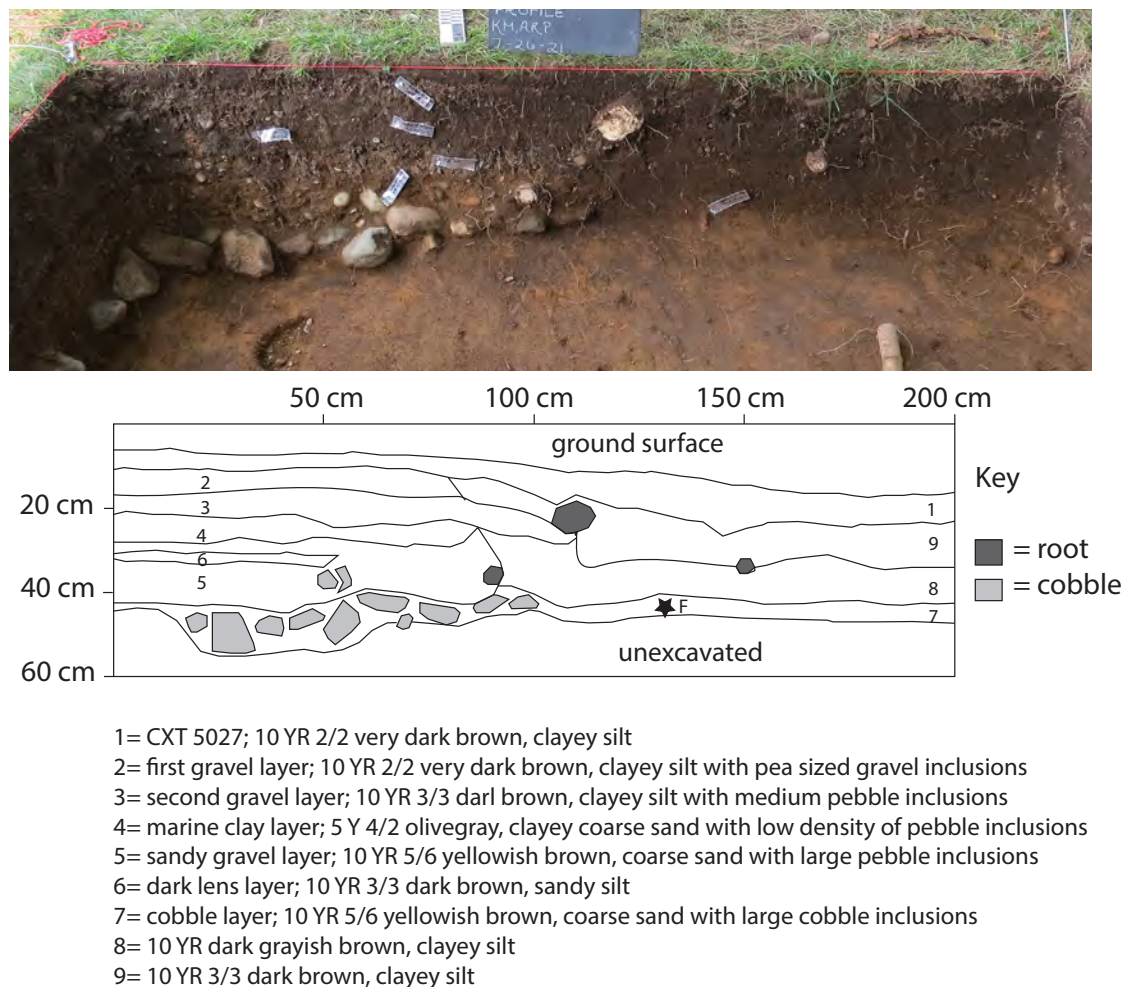 PROFILE
KM, ARP
7-26-21
50 cm 100 cm 150 cm 200 cm
ground surface
Key
2
20 cm
3
1
4
9
= root
6
5
40 cm
8
= cobble
F
7
unexcavated
60 cm
1= CXT 5027; 10 YR 2/2 very dark brown, clayey silt
2= first gravel layer; 10 YR 2/2 very dark brown, clayey silt with pea sized gravel inclusions
3= second gravel layer; 10 YR 3/3 darl brown, clayey silt with medium pebble inclusions
4= marine clay layer; 5 Y 4/2 olivegray, clayey coarse sand with low density of pebble inclusions
5= sandy gravel layer; 10 YR 5/6 yellowish brown, coarse sand with large pebble inclusions
6= dark lens layer; 10 YR 3/3 dark brown, sandy silt
7= cobble layer; 10 YR 5/6 yellowish brown, coarse sand with large cobble inclusions
8= 10 YR dark grayish brown, clayey silt
9= 10 YR 3/3 dark brown, clayey silt